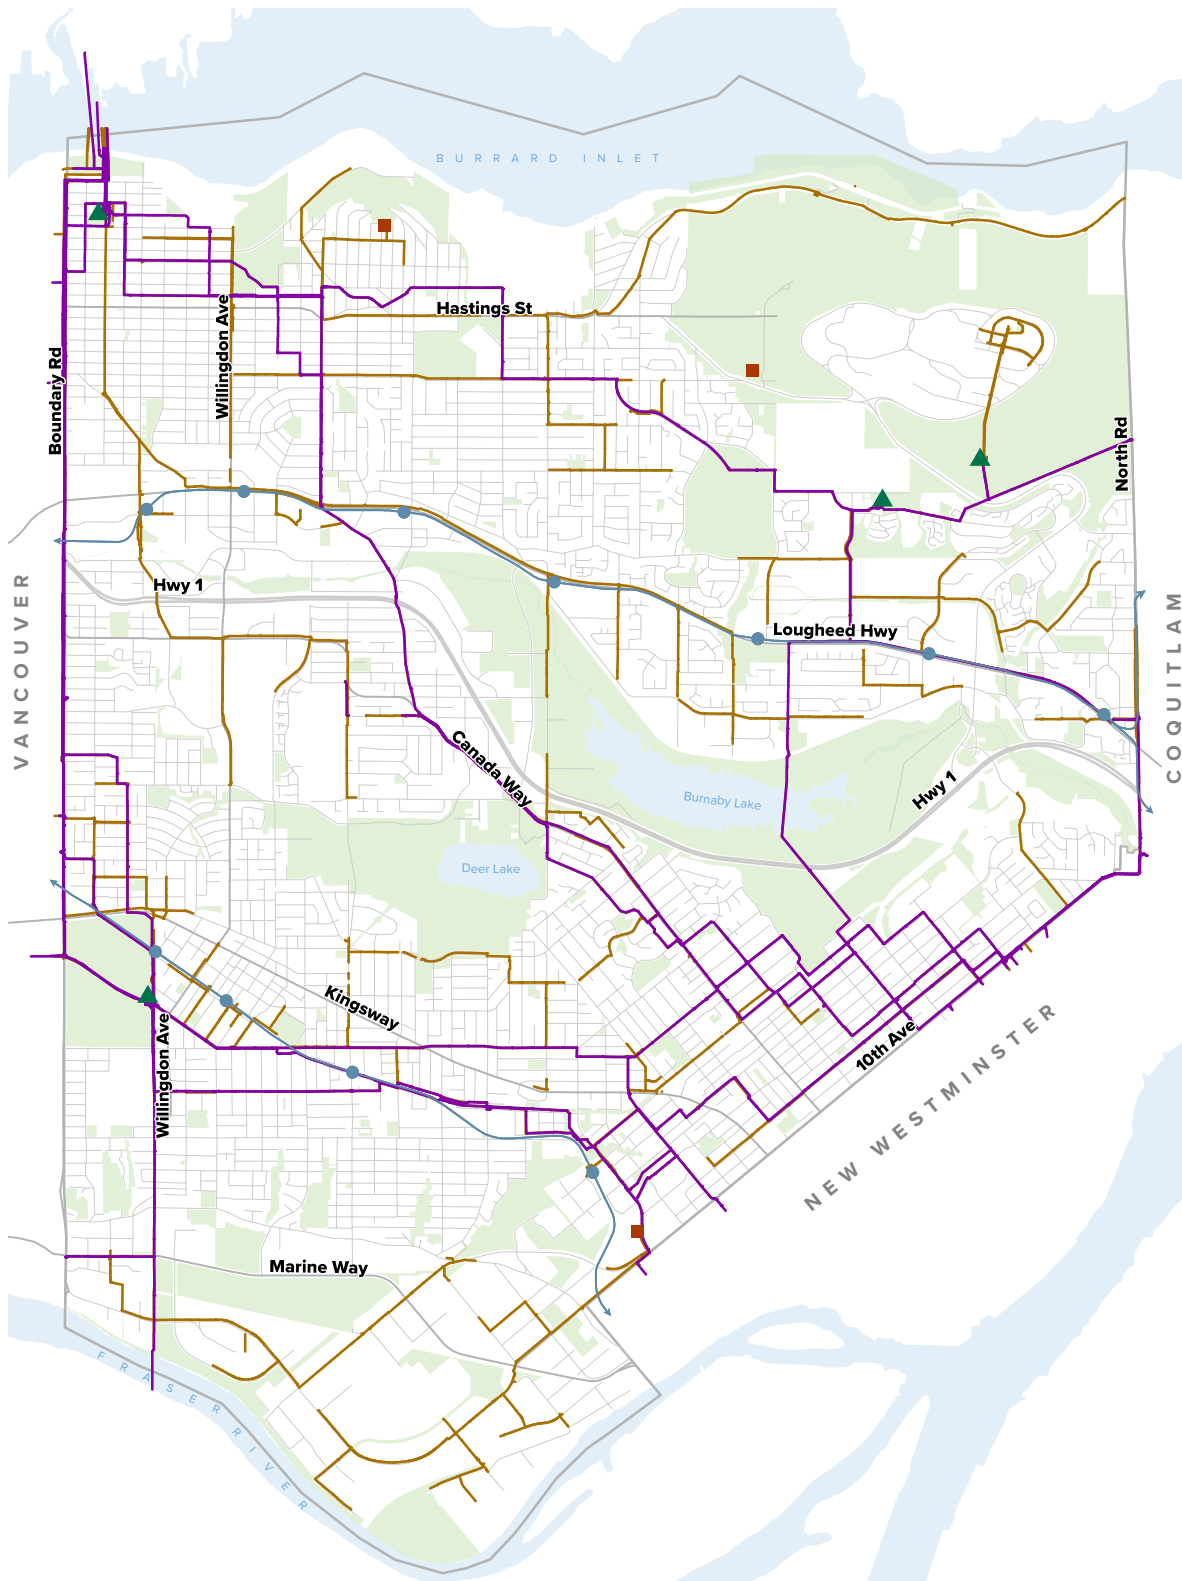 BURRARD INLET
Hastings St
Willingdon Ave
Boundary Rd
North Rd
VANCOUVER
Hwy 1
Lougheed Hwy
COQUITLAM
Canada Way
Hwy 1
Burnaby Lake
Deer Lake
Kingsway
Willingdon Ave
10th Ave
NEW WESTMINSTER
Marine Way
FRASER RIVER